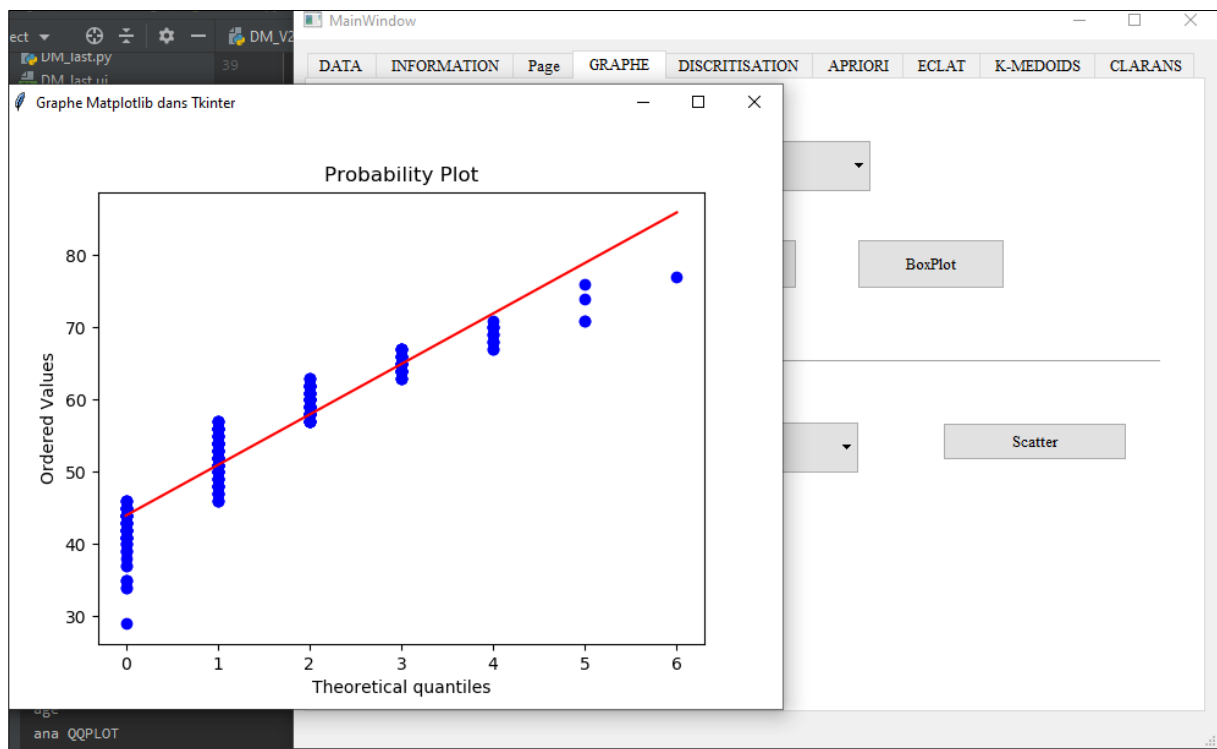 ect
DM_V2
MainWindow
DM_last.py
39
DM_last.ui
DATA INFORMATION Page GRAPHE DISCRITISATION APRIORI ECLAT K-MEDOIDS CLARANS
Graphe Matplotlib dans Tkinter
Probability Plot
80
70
60
50
40
30
Ordered Values
0 1 2 3 4 5 6
Theoretical quantiles
BoxPlot
Scatter
age
ana QQPLOT